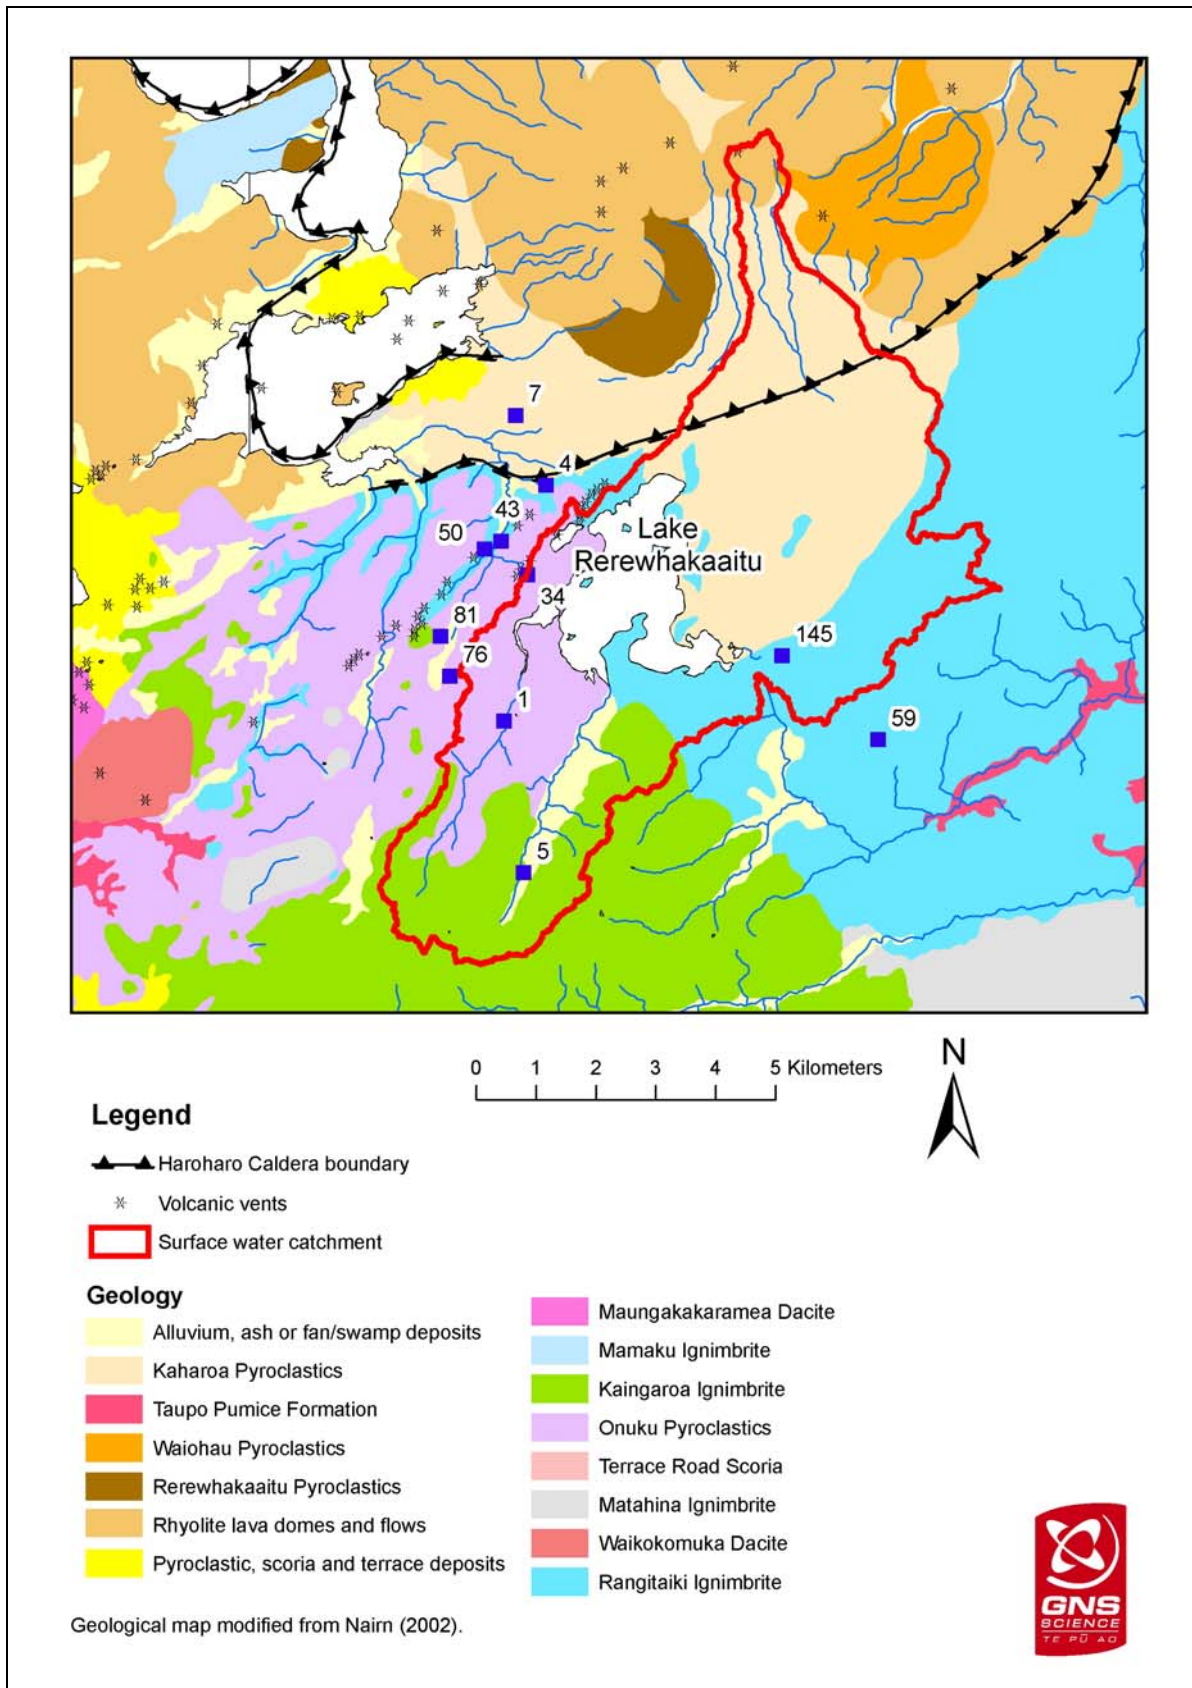 7
4
43
50
Lake
Rerewhakaaitu
34
81
76
145
1
59
5
N
0 1 2 3 4 5 Kilometers
Legend
Haroharo Caldera boundary
Volcanic vents
Surface water catchment
Geology
Alluvium, ash or fan/swamp deposits
Kaharoa Pyroclastics
Taupo Pumice Formation
Waiohau Pyroclastics
Rerewhakaaitu Pyroclastics
Rhyolite lava domes and flows
Pyroclastic, scoria and terrace deposits
Maungakakaramea Dacite
Mamaku Ignimbrite
Kaingaroa Ignimbrite
Onuku Pyroclastics
Terrace Road Scoria
Matahina Ignimbrite
Waikokomuka Dacite
Rangitaiki Ignimbrite
Geological map modified from Nairn (2002).
GNS
SCIENCE
TE PŪ AO